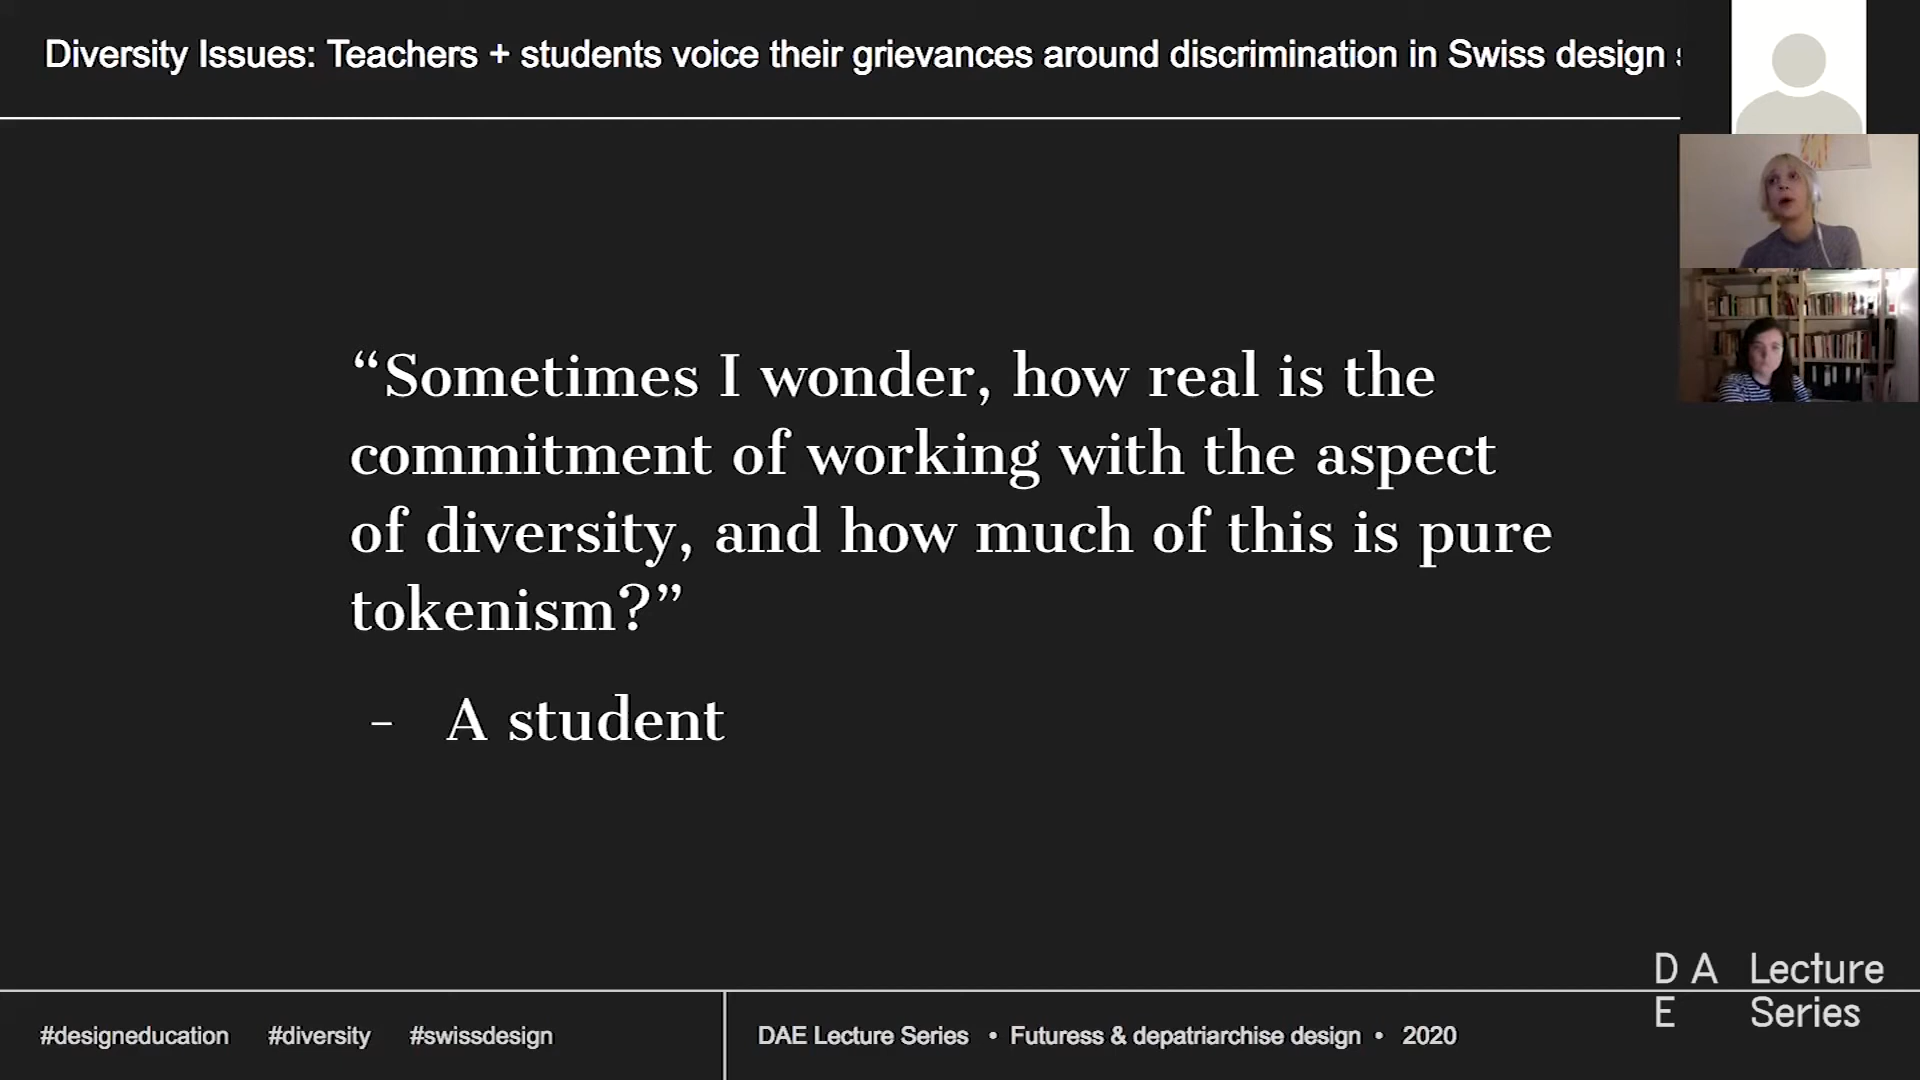 Diversity Issues: Teachers + students voice their grievances around discrimination in Swiss design
“Sometimes I wonder, how real is the
commitment of working with the aspect
of diversity, and how much of this is pure
tokenism?”
- A student
D A Lecture
E Series
#designeducation #diversity #swissdesign
DAE Lecture Series • Futuress & depatriarchise design • 2020